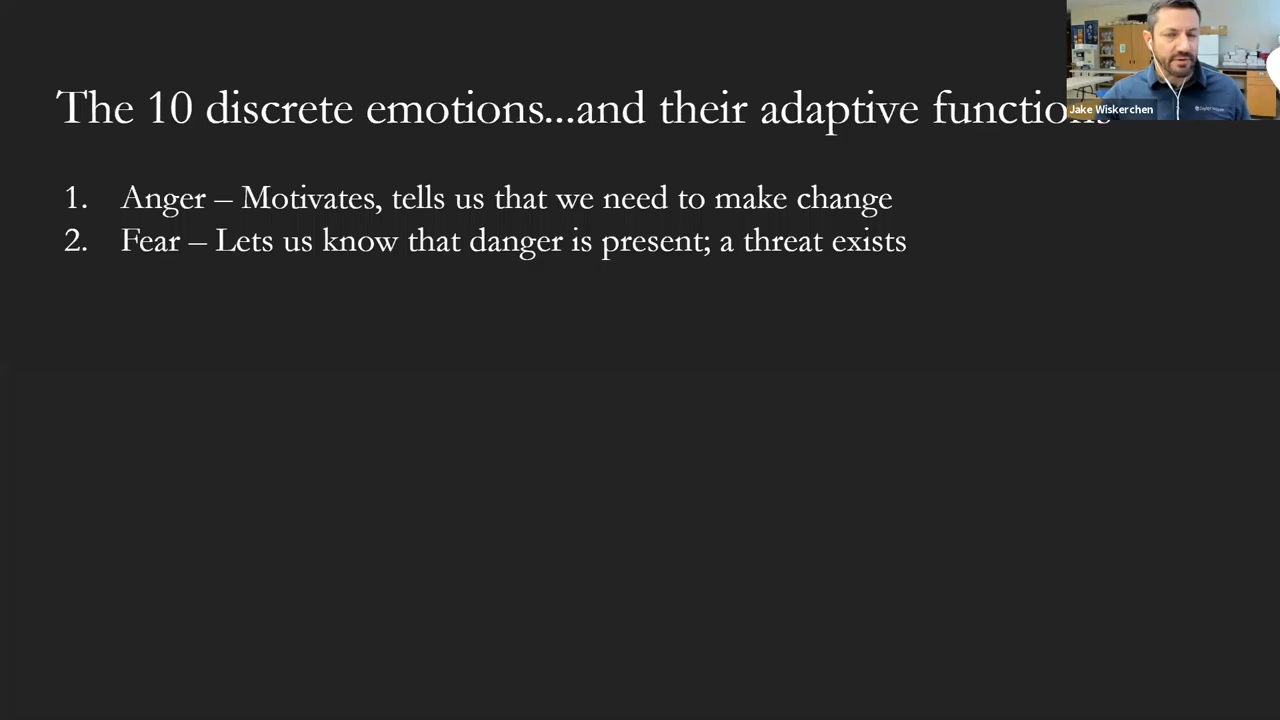 The 10 discrete emotions...and their adaptive functions
Jake Wiskerchen
1. Anger – Motivates, tells us that we need to make change
2. Fear – Lets us know that danger is present; a threat exists